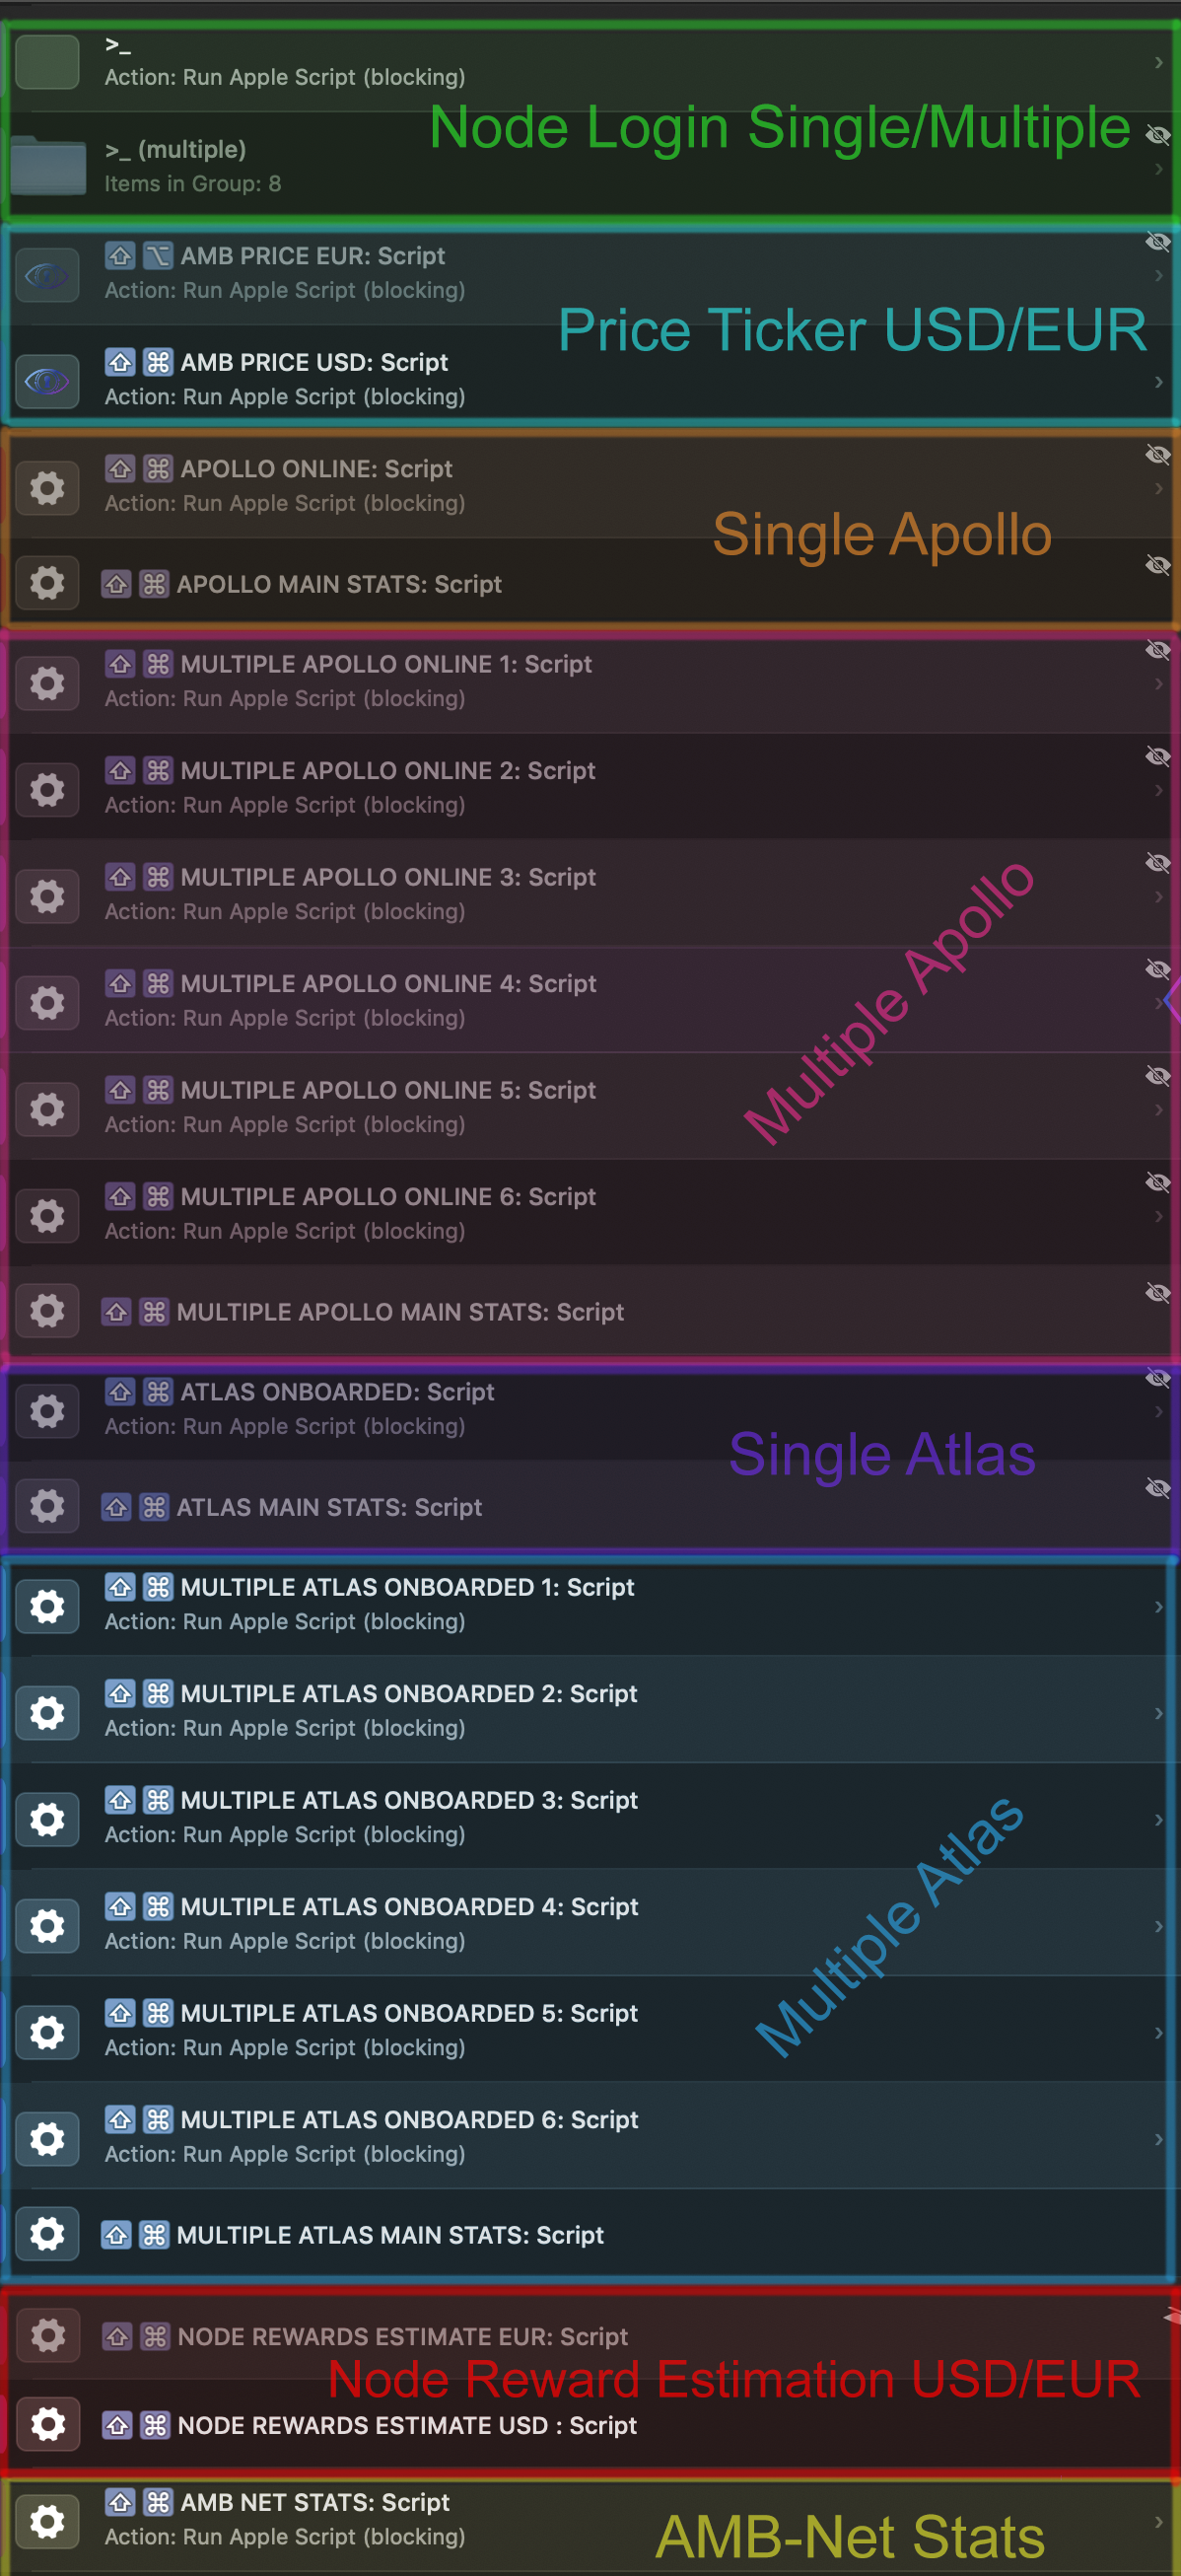 >_
Action: Run Apple Script (blocking)
Node Login Single/Multiple
>_ (multiple)
Items in Group: 8
AMB PRICE EUR: Script
Action: Run Apple Script (blocking)
Price Ticker USD/EUR
AMB PRICE USD: Script
Action: Run Apple Script (blocking)
APOLLO ONLINE: Script
Action: Run Apple Script (blocking)
Single Apollo
APOLLO MAIN STATS: Script
MULTIPLE APOLLO ONLINE 1: Script
Action: Run Apple Script (blocking)
MULTIPLE APOLLO ONLINE 2: Script
Action: Run Apple Script (blocking)
MULTIPLE APOLLO ONLINE 3: Script
Action: Run Apple Script (blocking)
MULTIPLE APOLLO ONLINE 4: Script
Action: Run Apple Script (blocking)
Multiple Apollo
MULTIPLE APOLLO ONLINE 5: Script
Action: Run Apple Script (blocking)
MULTIPLE APOLLO ONLINE 6: Script
Action: Run Apple Script (blocking)
MULTIPLE APOLLO MAIN STATS: Script
ATLAS ONBOARDED: Script
Action: Run Apple Script (blocking)
Single Atlas
ATLAS MAIN STATS: Script
MULTIPLE ATLAS ONBOARDED 1: Script
Action: Run Apple Script (blocking)
MULTIPLE ATLAS ONBOARDED 2: Script
Action: Run Apple Script (blocking)
MULTIPLE ATLAS ONBOARDED 3: Script
Action: Run Apple Script (blocking)
MULTIPLE ATLAS ONBOARDED 4: Script
Action: Run Apple Script (blocking)
Multiple Atlas
MULTIPLE ATLAS ONBOARDED 5: Script
Action: Run Apple Script (blocking)
MULTIPLE ATLAS ONBOARDED 6: Script
Action: Run Apple Script (blocking)
MULTIPLE ATLAS MAIN STATS: Script
NODE REWARDS ESTIMATE EUR: Script
Node Reward Estimation USD/EUR
NODE REWARDS ESTIMATE USD : Script
AMB NET STATS: Script
Action: Run Apple Script (blocking)
AMB-Net Stats